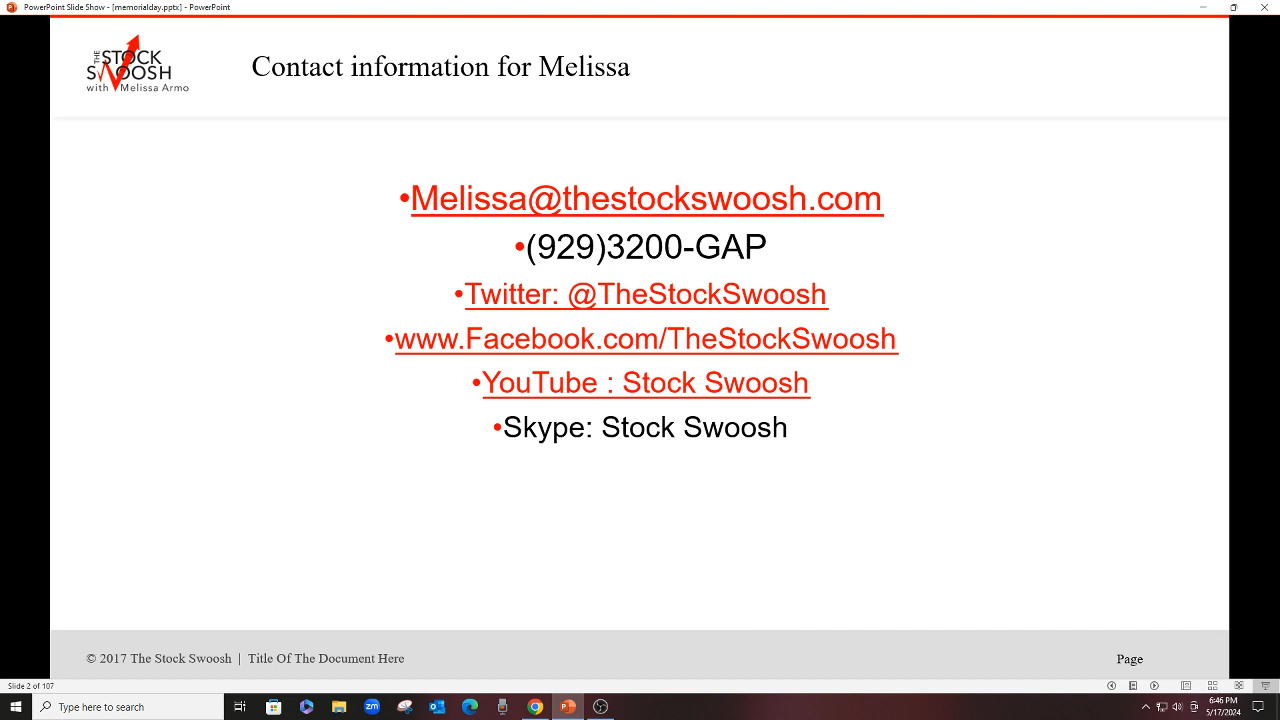 PowerPoint Slide Show - [memorialday.pptx] - PowerPoint
THE STOCK
SWOOSH
with Melissa Armo
Contact information for Melissa
•Melissa@thestockswoosh.com
•(929)3200-GAP
•Twitter: @TheStockSwoosh
•www.Facebook.com/TheStockSwoosh
•YouTube : Stock Swoosh
•Skype: Stock Swoosh
© 2017 The Stock Swoosh | Title Of The Document Here
Page
Slide 2 of 107
Type here to search
zm
6:46 PM
5/17/2024